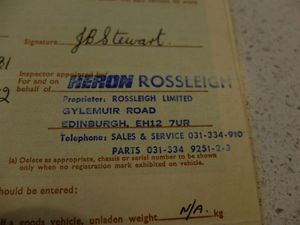 Signature JB Stewart.
Inspector appointed by
For and on
behalf of
HERON ROSSLEIGH
Proprietor: ROSSLEIGH LIMITED
GYLEMUIR ROAD
EDINBURGH, EH12 7UR
Telephone: SALES & SERVICE 031-334-910
PARTS 031-334 9251-2-3
(a) Delete as appropriate, chassis or serial number to be shown
only when no registration mark exhibited on vehicle.
should be entered:
a goods vehicle, unladen weight N/A. kg